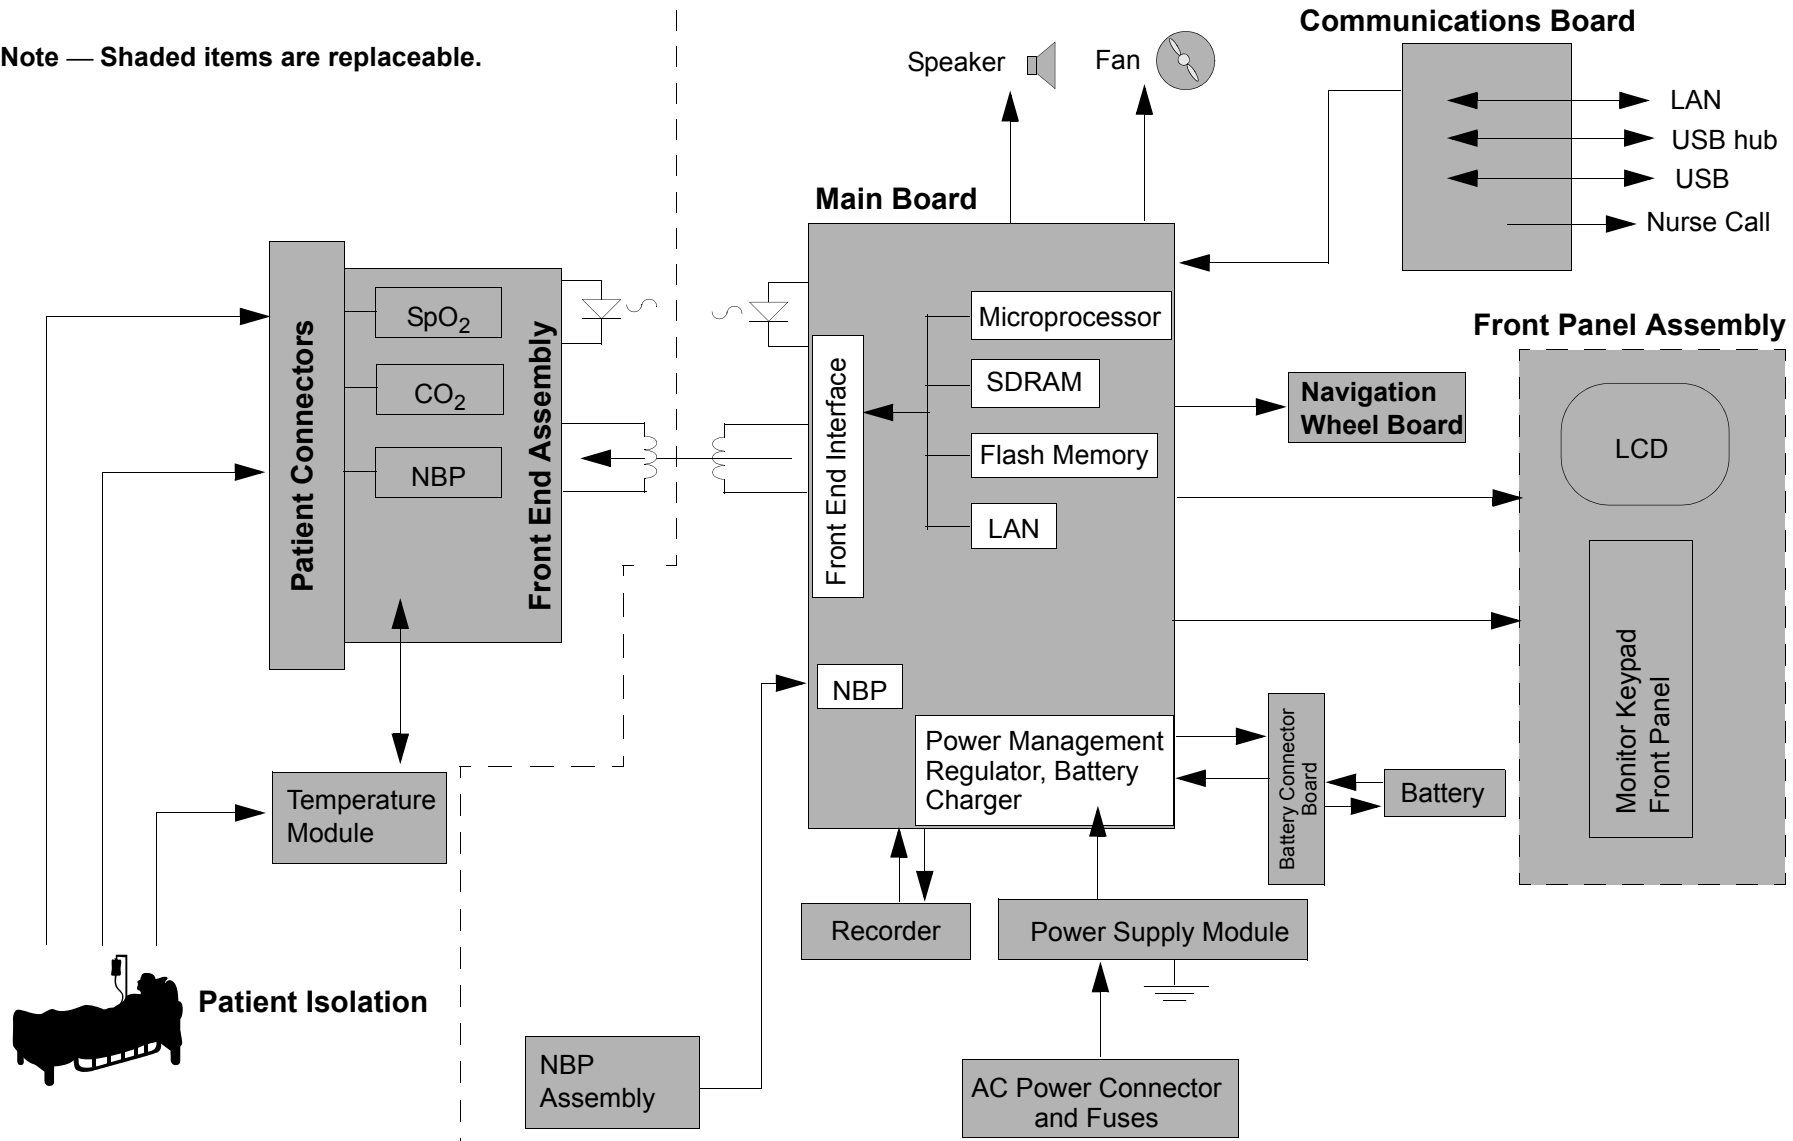 Communications Board
Note — Shaded items are replaceable.
Speaker
Fan
LAN
USB hub
USB
Nurse Call
Main Board
Patient Connectors
SpO2
CO2
NBP
Front End Assembly
Front End Interface
Microprocessor
SDRAM
Flash Memory
LAN
Navigation
Wheel Board
Front Panel Assembly
LCD
Monitor Keypad
Front Panel
NBP
Power Management
Regulator, Battery
Charger
Battery Connector
Board
Battery
Temperature
Module
Recorder
Power Supply Module
Patient Isolation
NBP
Assembly
AC Power Connector
and Fuses